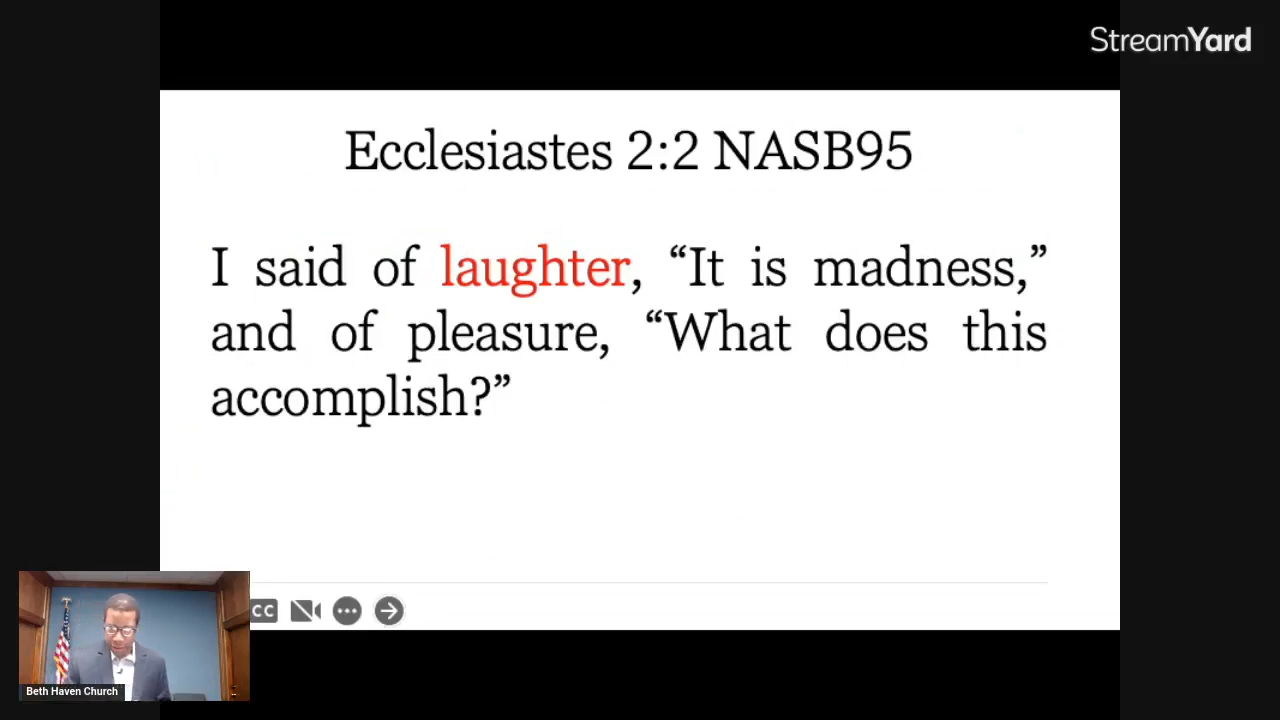 StreamYard
Ecclesiastes 2:2 NASB95
I said of laughter, “It is madness,”
and of pleasure, “What does this
accomplish?”
CC
Beth Haven Church